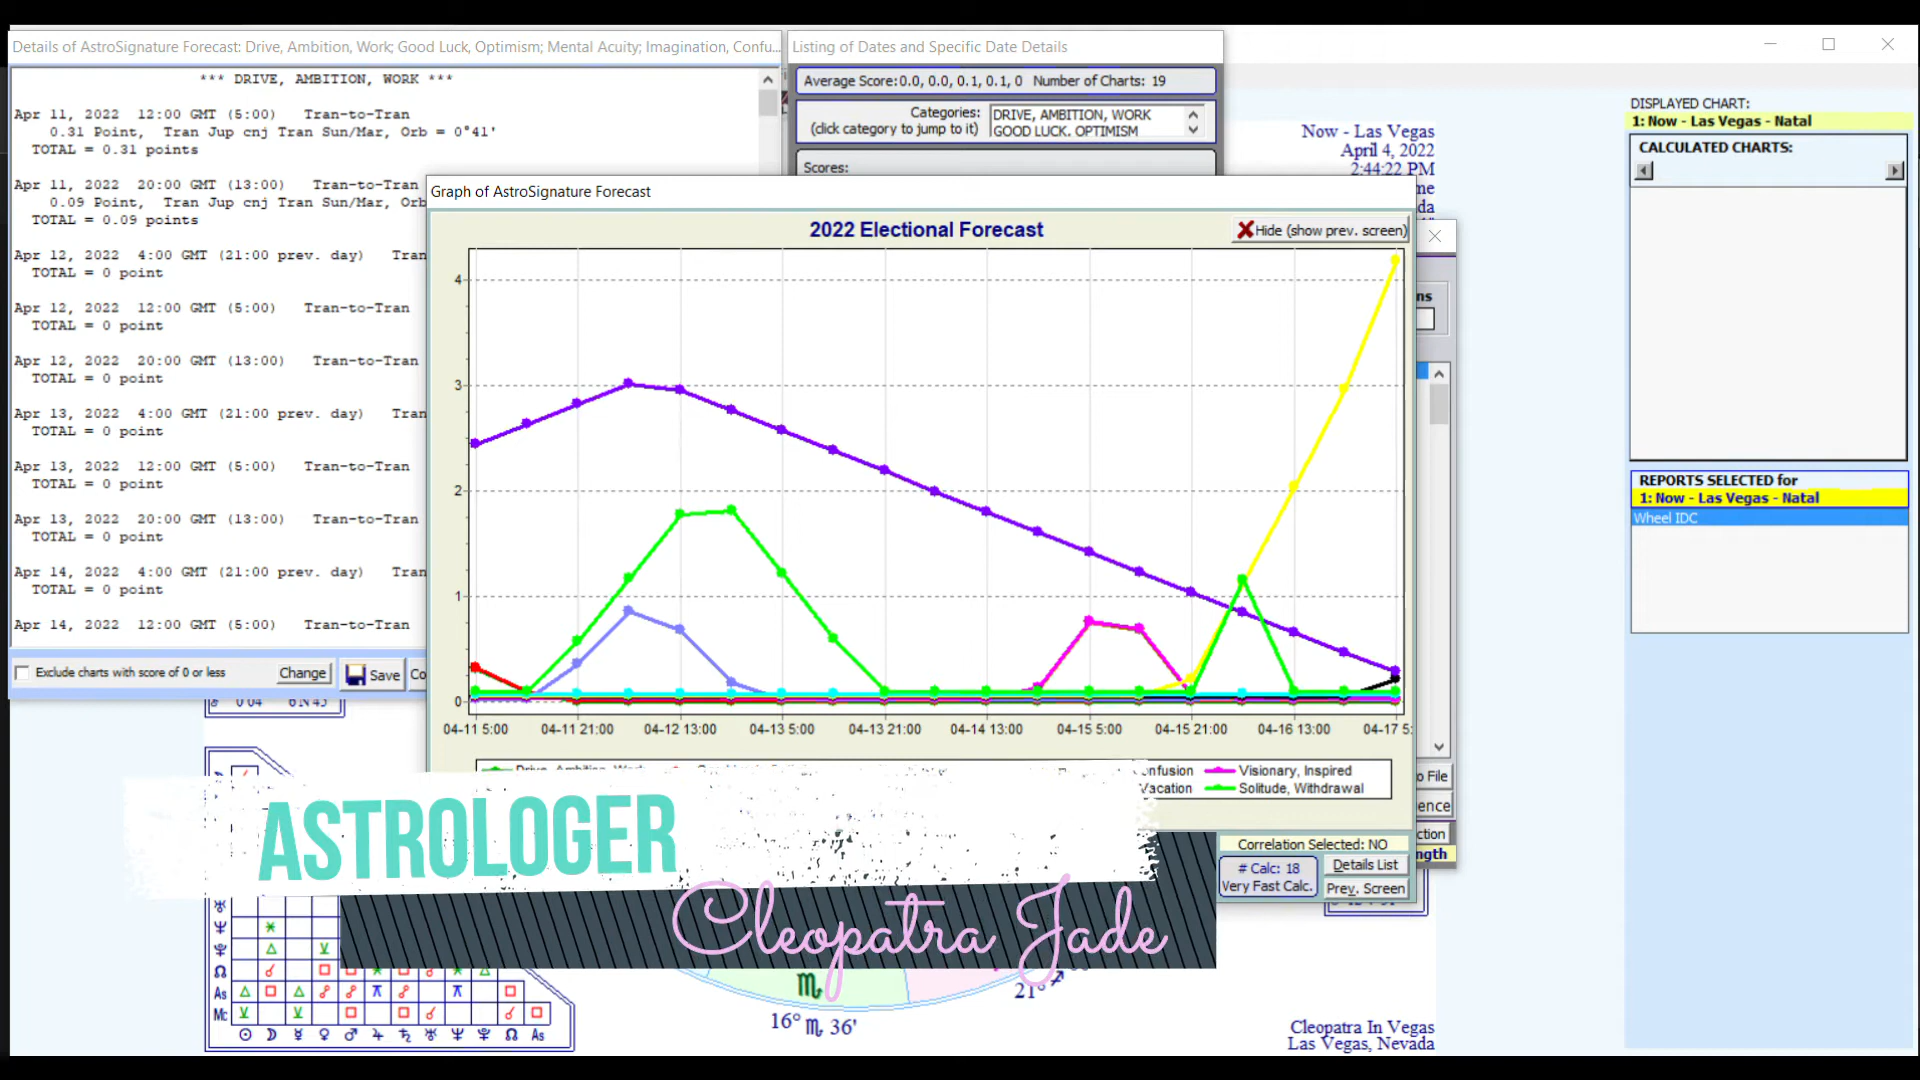 Details of AstroSignature Forecast: Drive, Ambition, Work; Good Luck, Optimism; Mental Acuity; Imagination, Confu...
*** DRIVE, AMBITION, WORK ***
Apr 11, 2022 12:00 GMT (5:00) Tran-to-Tran
0.31 Point, Tran Jup cnj Tran Sun/Mar, Orb = 0°41'
TOTAL = 0.31 points
Apr 11, 2022 20:00 GMT (13:00) Tran-to-Tran
0.09 Point, Tran Jup cnj Tran Sun/Mar, Orb
TOTAL = 0.09 points
Apr 12, 2022 4:00 GMT (21:00 prev. day) Tran
TOTAL = 0 point
Apr 12, 2022 12:00 GMT (5:00) Tran-to-Tran
TOTAL = 0 point
Apr 12, 2022 20:00 GMT (13:00) Tran-to-Tran
TOTAL = 0 point
Apr 13, 2022 4:00 GMT (21:00 prev. day) Tran
TOTAL = 0 point
Apr 13, 2022 12:00 GMT (5:00) Tran-to-Tran
TOTAL = 0 point
Apr 13, 2022 20:00 GMT (13:00) Tran-to-Tran
TOTAL = 0 point
Apr 14, 2022 4:00 GMT (21:00 prev. day) Tran
TOTAL = 0 point
Apr 14, 2022 12:00 GMT (5:00) Tran-to-Tran
Exclude charts with score of 0 or less
Change
Save
Co
Listing of Dates and Specific Date Details
Average Score:0.0, 0.0, 0.1, 0.1, 0 Number of Charts: 19
Categories:
(click category to jump to it)
DRIVE, AMBITION, WORK
GOOD LUCK, OPTIMISM
Scores:
Graph of AstroSignature Forecast
2022 Electional Forecast
Hide (show prev. screen)
4
3
2
1
0
04-11 5:00 04-11 21:00 04-12 13:00 04-13 5:00 04-13 21:00 04-14 13:00 04-15 5:00 04-15 21:00 04-16 13:00 04-17 5:
onfusion Visionary, Inspired
Vacation Solitude, Withdrawal
Correlation Selected: NO
# Calc: 18
Very Fast Calc.
Details List
Prev. Screen
Now - Las Vegas
April 4, 2022
2:44:22 PM
me
da
ns
o File
ence
ction
ngth
DISPLAYED CHART:
1: Now - Las Vegas - Natal
CALCULATED CHARTS:
REPORTS SELECTED for
1: Now - Las Vegas - Natal
Wheel IDC
ASTROLOGER
Cleopatra Jade
As
Mc
As
♏
21° ♐
16° ♏ 36'
Cleopatra In Vegas
Las Vegas, Nevada